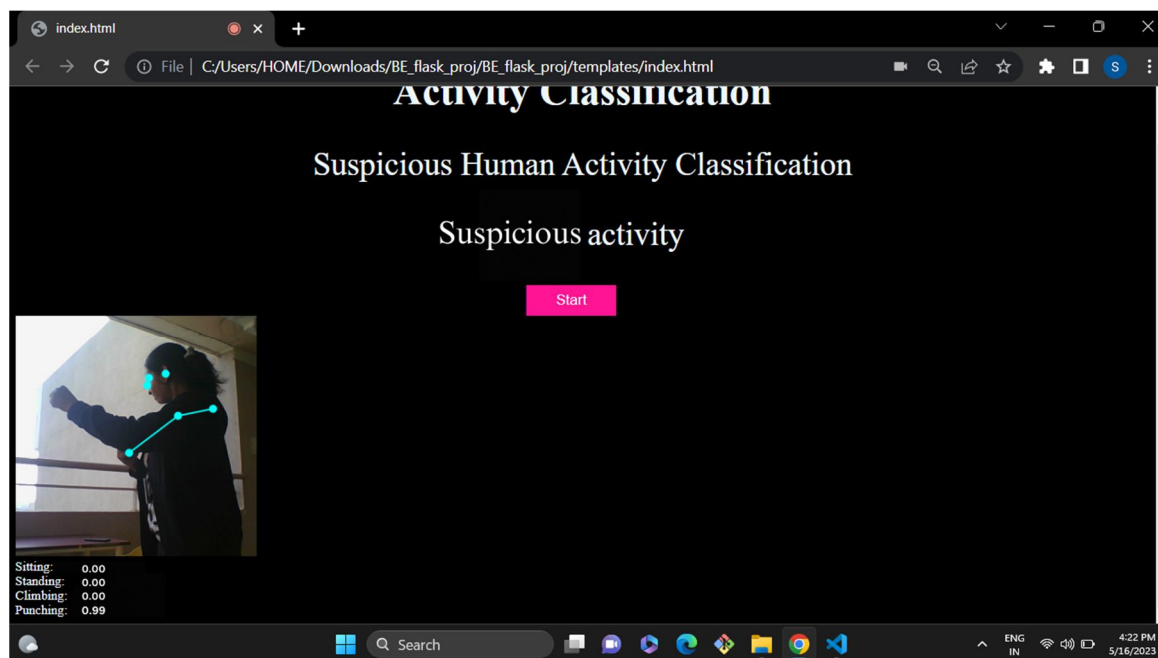 index.html
File | C:/Users/HOME/Downloads/BE_flask_proj/BE_flask_proj/templates/index.html
S
Activity Classification
Suspicious Human Activity Classification
Suspicious activity
Start
Sitting: 0.00
Standing: 0.00
Climbing: 0.00
Punching: 0.99
Search
ENG
IN
4:22 PM
5/16/2023